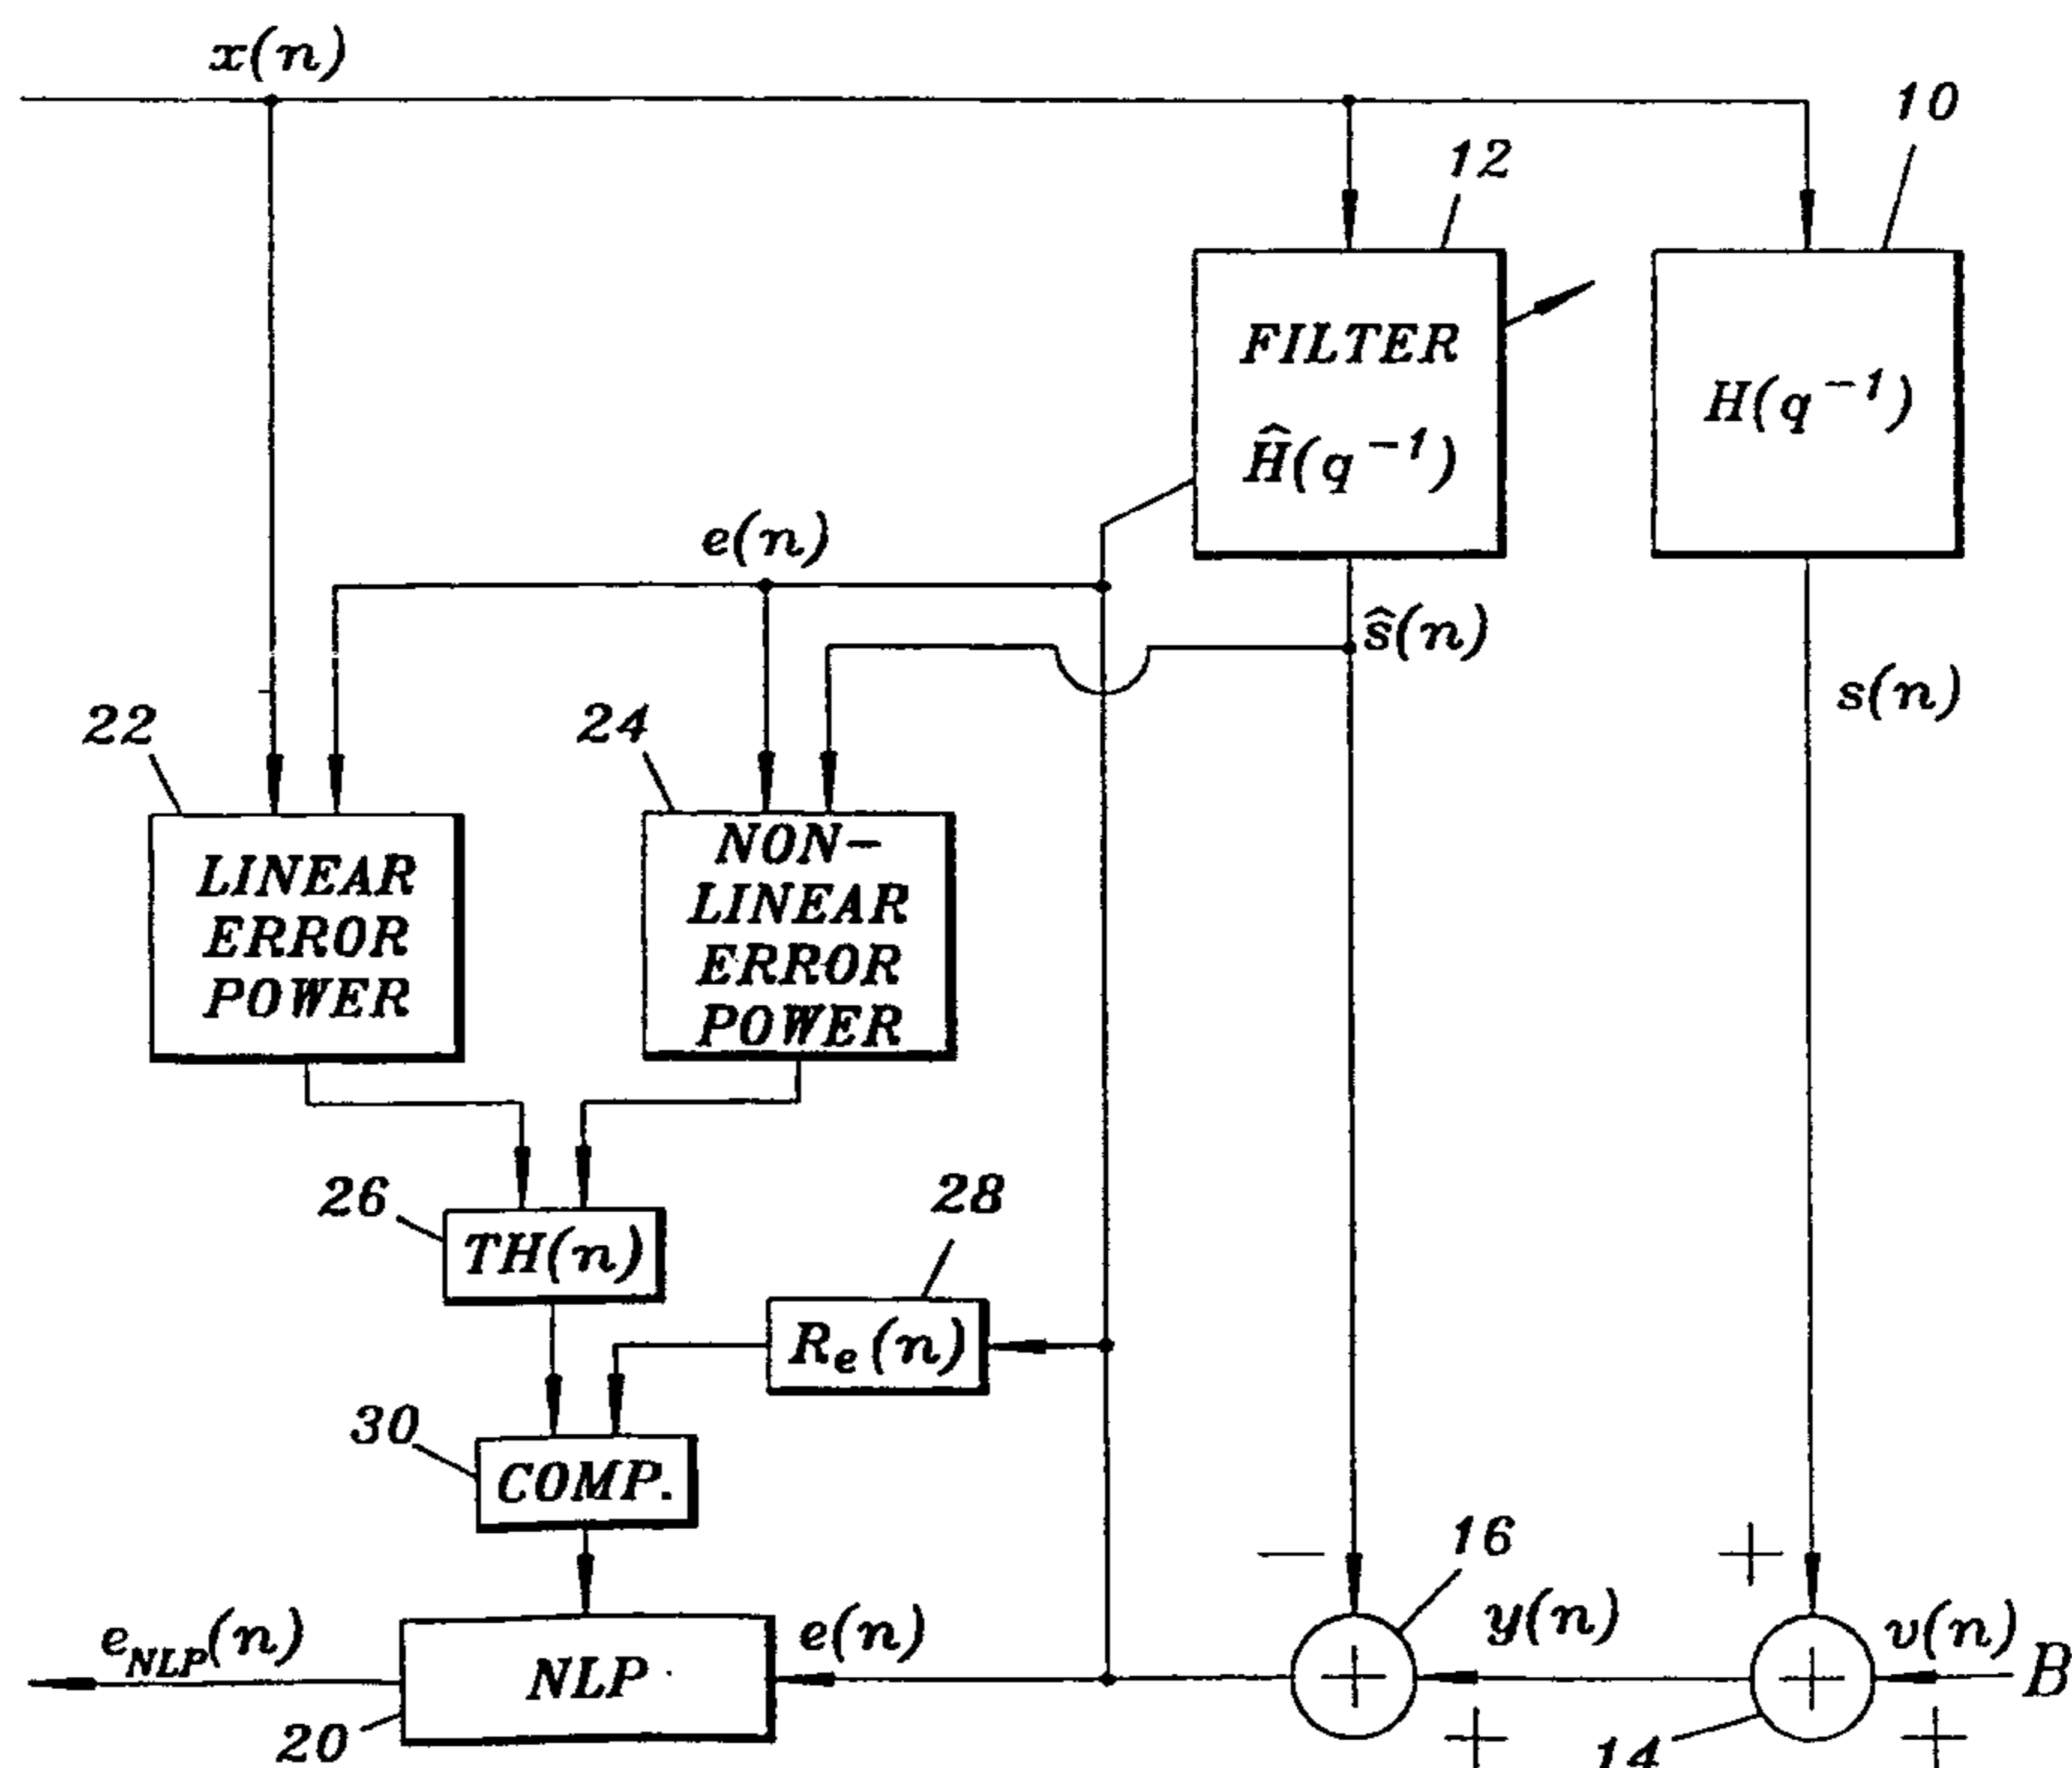 x(n)
10
12
FILTER
Ĥ(q⁻¹)
H(q⁻¹)
e(n)
ŝ(n)
s(n)
22
24
LINEAR
ERROR
POWER
NON-
LINEAR
ERROR
POWER
26
TH(n)
28
Rₑ(n)
30
COMP.
16
− +
e_NLP(n)
NLP
e(n)
+
y(n)
+
v(n)
B
20
+
14
+